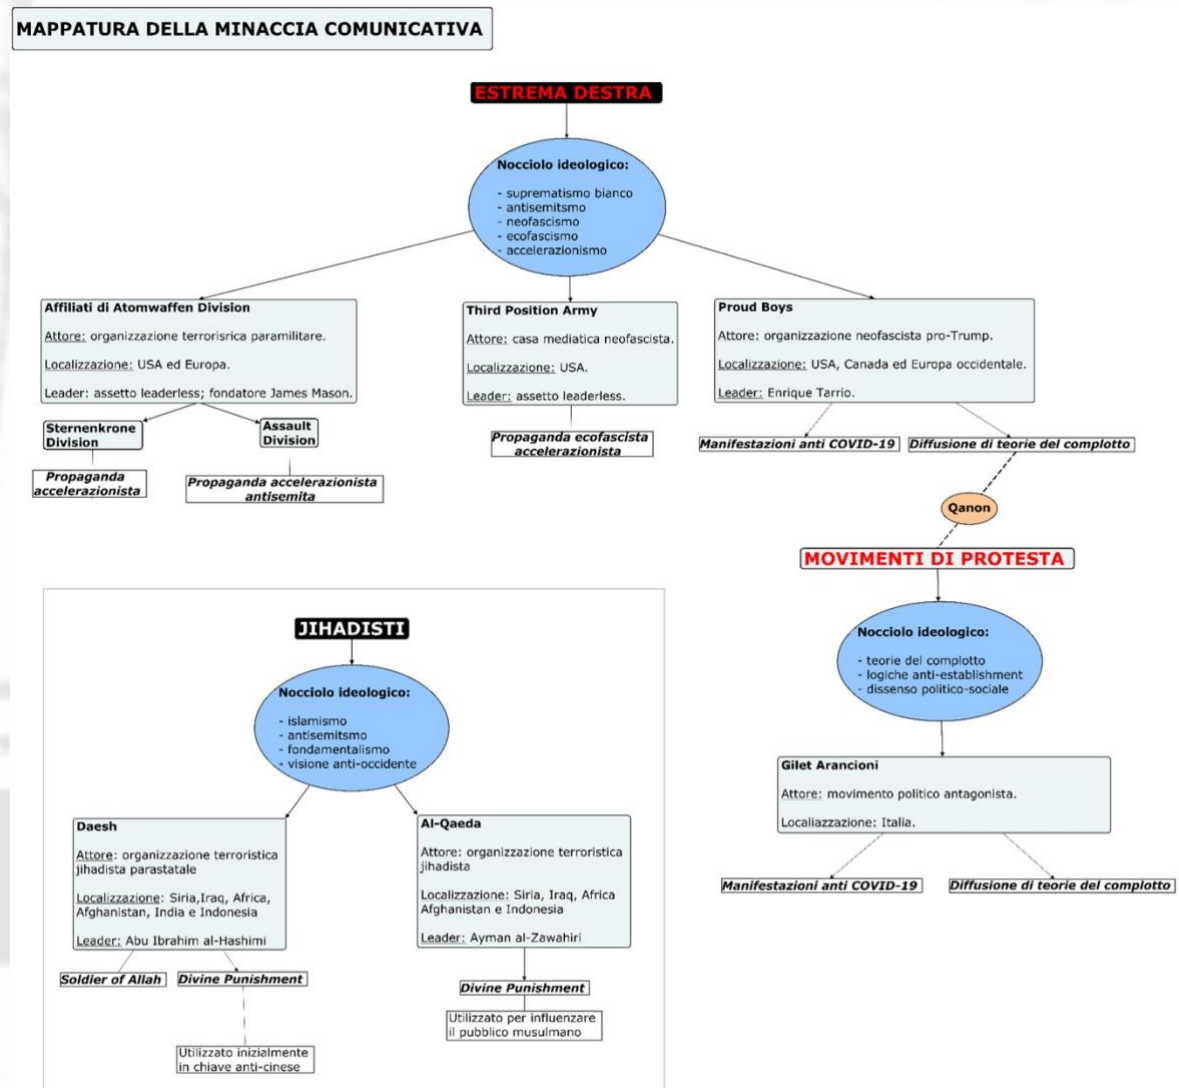 MAPPATURA DELLA MINACCIA COMUNICATIVA
ESTREMA DESTRA
Nocciolo ideologico:
- suprematismo bianco
- antisemitsmo
- neofascismo
- ecofascismo
- accelerazionismo
Affiliati di Atomwaffen Division
Attore: organizzazione terrorisrica paramilitare.
Localizzazione: USA ed Europa.
Leader: assetto leaderless; fondatore James Mason.
Sternenkrone
Division
Propaganda
accelerazionista
Assault
Division
Propaganda accelerazionista
antisemita
Third Position Army
Attore: casa mediatica neofascista.
Localizzazione: USA.
Leader: assetto leaderless.
Propaganda ecofascista
accelerazionista
Proud Boys
Attore: organizzazione neofascista pro-Trump.
Localizzazione: USA, Canada ed Europa occidentale.
Leader: Enrique Tarrio.
Manifestazioni anti COVID-19
Diffusione di teorie del complotto
Qanon
MOVIMENTI DI PROTESTA
Nocciolo ideologico:
- teorie del complotto
- logiche anti-establishment
- dissenso politico-sociale
Gilet Arancioni
Attore: movimento politico antagonista.
Localiazzazione: Italia.
Manifestazioni anti COVID-19
Diffusione di teorie del complotto
JIHADISTI
Nocciolo ideologico:
- islamismo
- antisemitsmo
- fondamentalismo
- visione anti-occidente
Daesh
Attore: organizzazione terroristica
jihadista parastatale
Localizzazione: Siria,Iraq, Africa,
Afghanistan, India e Indonesia
Leader: Abu Ibrahim al-Hashimi
Soldier of Allah
Divine Punishment
Utilizzato inizialmente
in chiave anti-cinese
Al-Qaeda
Attore: organizzazione terroristica
jihadista
Localizzazione: Siria, Iraq, Africa
Afghanistan e Indonesia
Leader: Ayman al-Zawahiri
Divine Punishment
Utilizzato per influenzare
il pubblico musulmano